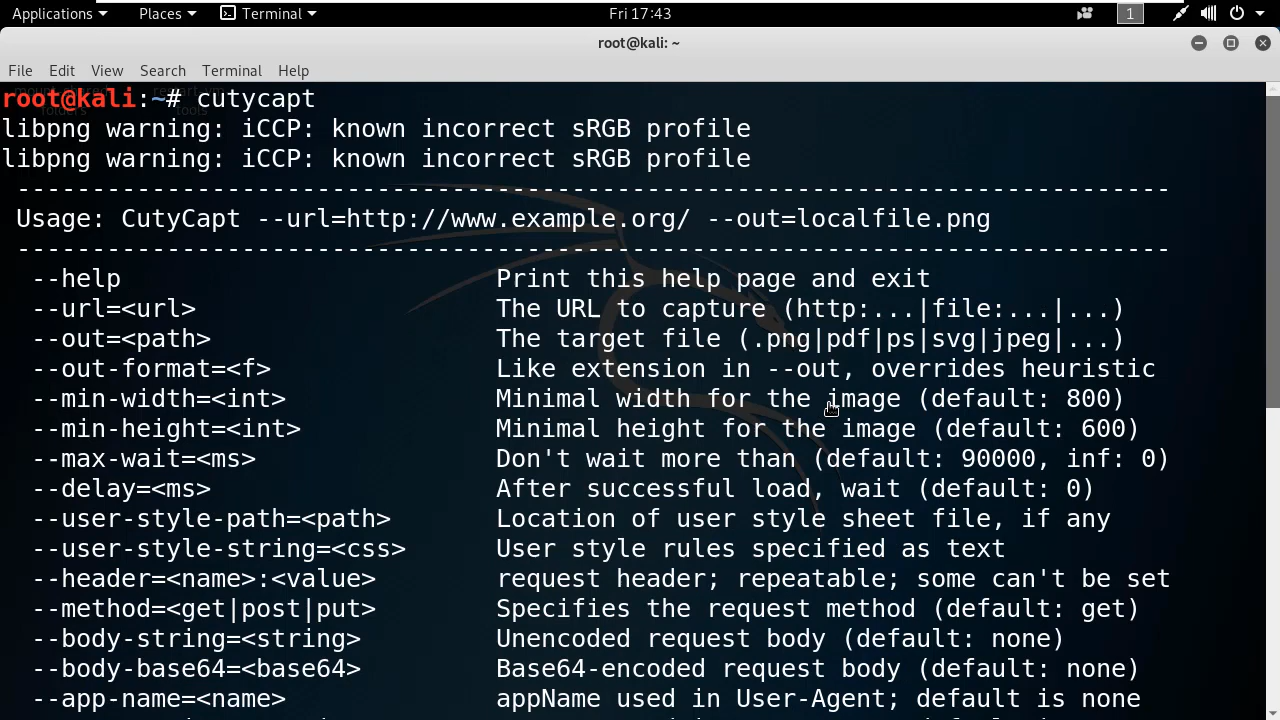 Applications Places Terminal Fri 17:43 1
root@kali: ~
File Edit View Search Terminal Help
root@kali:~# cutycapt
libpng warning: iCCP: known incorrect sRGB profile
libpng warning: iCCP: known incorrect sRGB profile
-----------------------------------------------------------------------------
Usage: CutyCapt --url=http://www.example.org/ --out=localfile.png
-----------------------------------------------------------------------------
--help Print this help page and exit
--url=<url> The URL to capture (http:...|file:...|...)
--out=<path> The target file (.png|pdf|ps|svg|jpeg|...)
--out-format=<f> Like extension in --out, overrides heuristic
--min-width=<int> Minimal width for the image (default: 800)
--min-height=<int> Minimal height for the image (default: 600)
--max-wait=<ms> Don't wait more than (default: 90000, inf: 0)
--delay=<ms> After successful load, wait (default: 0)
--user-style-path=<path> Location of user style sheet file, if any
--user-style-string=<css> User style rules specified as text
--header=<name>:<value> request header; repeatable; some can't be set
--method=<get|post|put> Specifies the request method (default: get)
--body-string=<string> Unencoded request body (default: none)
--body-base64=<base64> Base64-encoded request body (default: none)
--app-name=<name> appName used in User-Agent; default is none